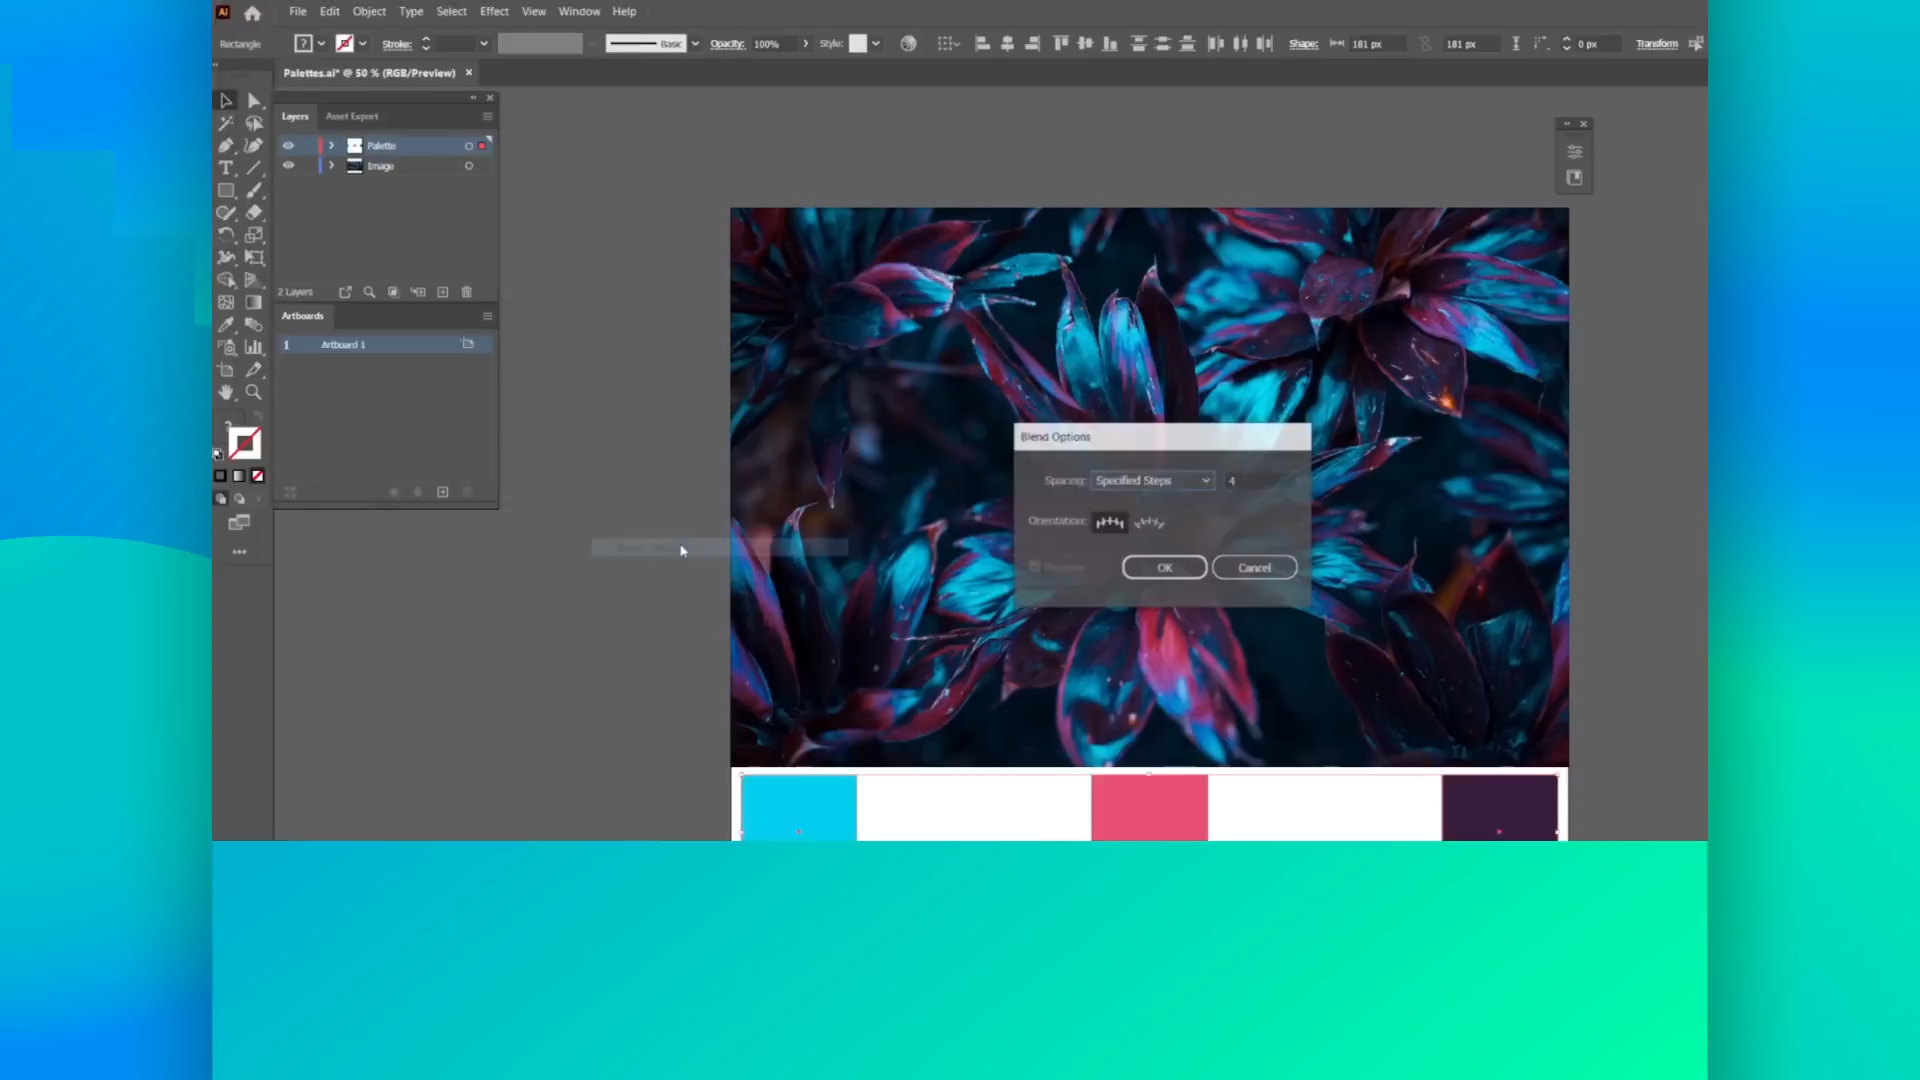 Ai File Edit Object Type Select Effect View Window Help
Rectangle ? Stroke: Basic Opacity: 100% Style: Shape: 181 px 181 px 0 px Transform
Palettes.ai* @ 50 % (RGB/Preview) ×
Layers Asset Export
Palette
Image
2 Layers
Artboards
1 Artboard 1
Blend Options
Spacing: Specified Steps 4
Orientation:
Preview
OK Cancel